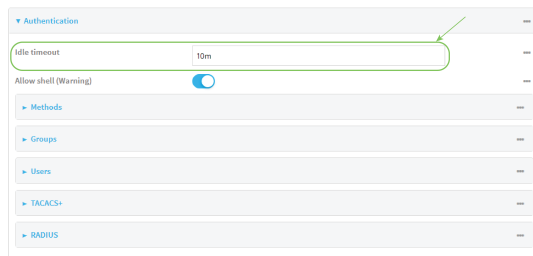 Authentication
Idle timeout 10m
Allow shell (Warning)
Methods
Groups
Users
TACACS+
RADIUS